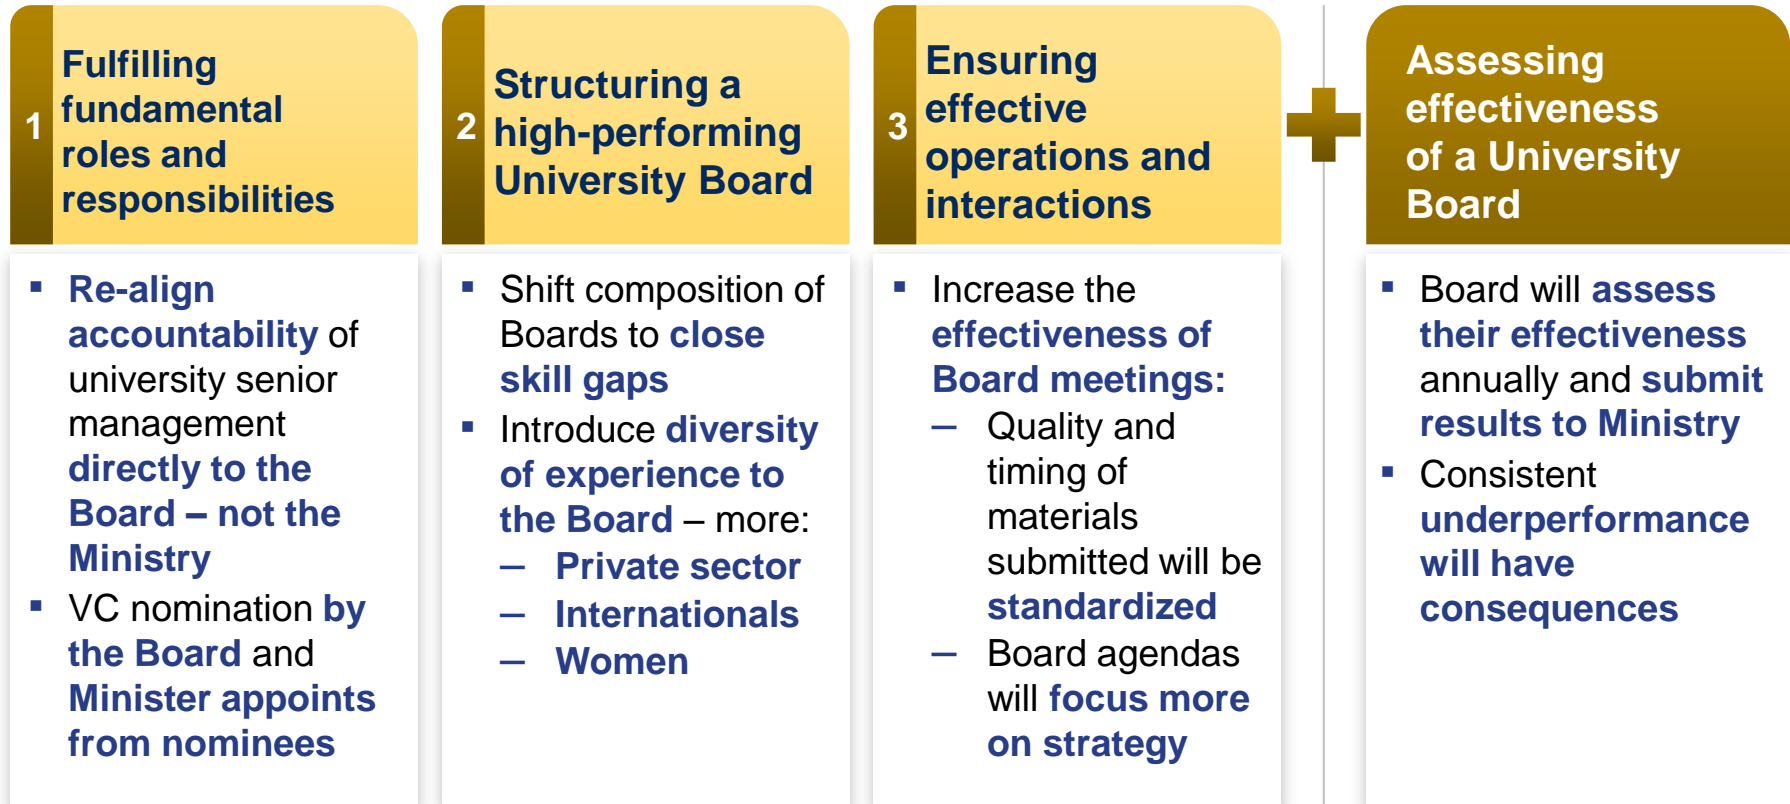 1
Fulfilling
fundamental
roles and
responsibilities
▪ Re-align
accountability of
university senior
management
directly to the
Board – not the
Ministry
▪ VC nomination by
the Board and
Minister appoints
from nominees
2
Structuring a
high-performing
University Board
▪ Shift composition of
Boards to close
skill gaps
▪ Introduce diversity
of experience to
the Board – more:
– Private sector
– Internationals
– Women
3
Ensuring
effective
operations and
interactions
▪ Increase the
effectiveness of
Board meetings:
– Quality and
timing of
materials
submitted will be
standardized
– Board agendas
will focus more
on strategy
Assessing
effectiveness
of a University
Board
▪ Board will assess
their effectiveness
annually and submit
results to Ministry
▪ Consistent
underperformance
will have
consequences